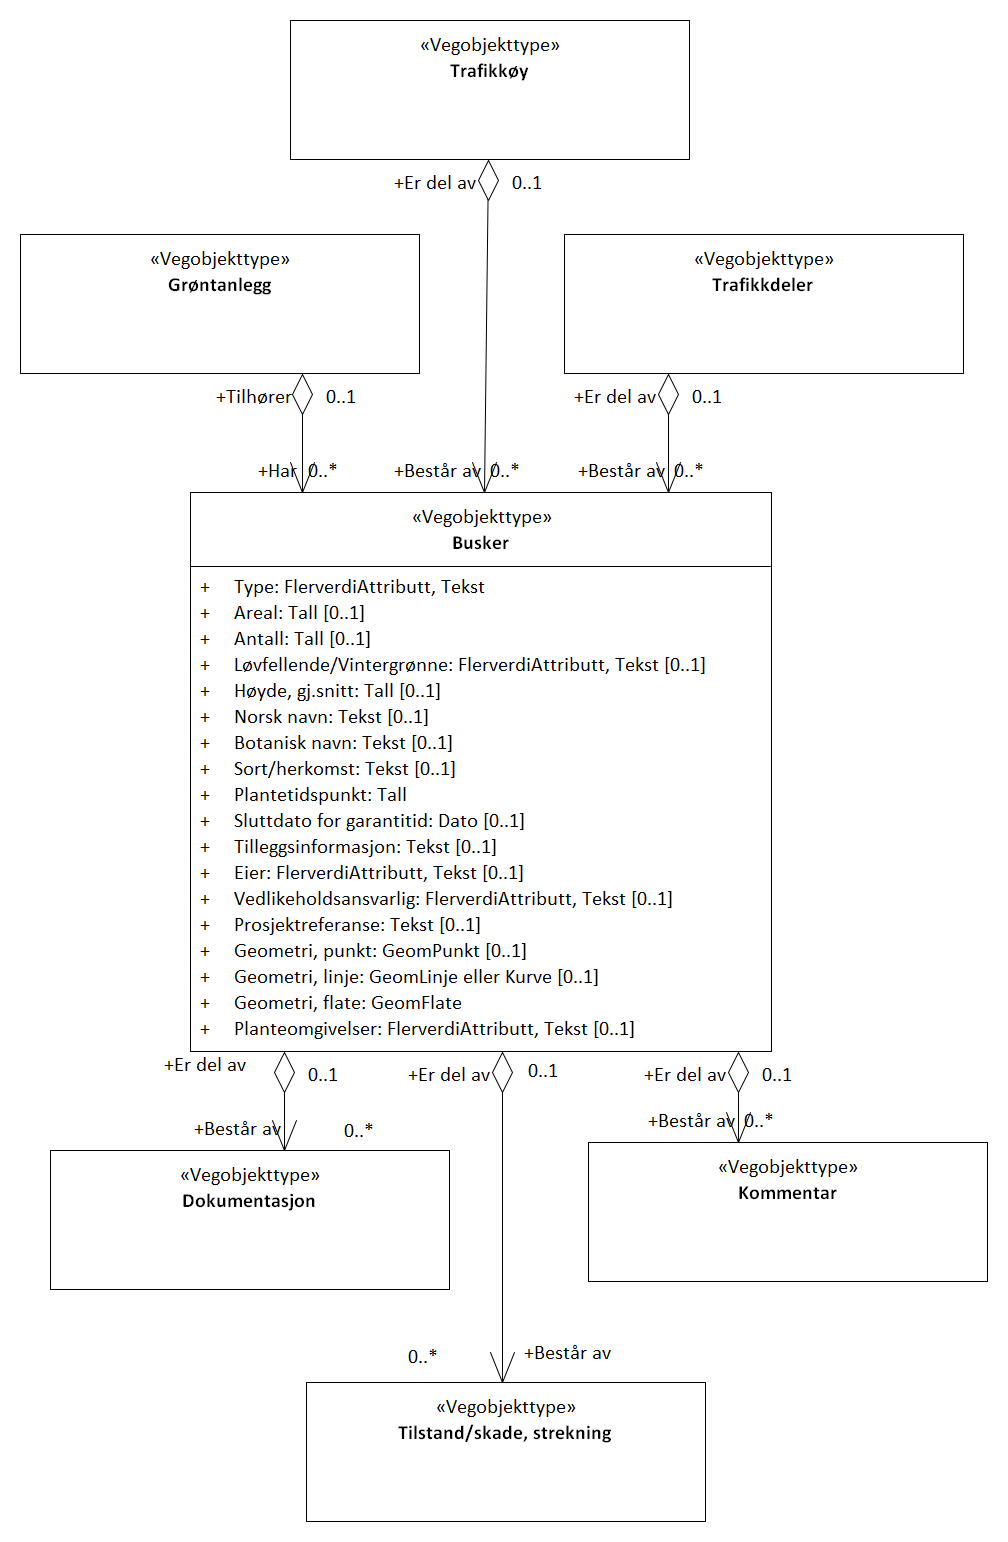 «Vegobjekttype»
Trafikkøy
+Er del av 0..1
«Vegobjekttype»
Grøntanlegg
«Vegobjekttype»
Trafikkdeler
+Tilhører 0..1
+Er del av 0..1
+Har 0..*
+Består av 0..*
+Består av 0..*
«Vegobjekttype»
Busker
+ Type: FlerverdiAttributt, Tekst
+ Areal: Tall [0..1]
+ Antall: Tall [0..1]
+ Løvfellende/Vintergrønne: FlerverdiAttributt, Tekst [0..1]
+ Høyde, gj.snitt: Tall [0..1]
+ Norsk navn: Tekst [0..1]
+ Botanisk navn: Tekst [0..1]
+ Sort/herkomst: Tekst [0..1]
+ Plantetidspunkt: Tall
+ Sluttdato for garantitid: Dato [0..1]
+ Tilleggsinformasjon: Tekst [0..1]
+ Eier: FlerverdiAttributt, Tekst [0..1]
+ Vedlikeholdsansvarlig: FlerverdiAttributt, Tekst [0..1]
+ Prosjektreferanse: Tekst [0..1]
+ Geometri, punkt: GeomPunkt [0..1]
+ Geometri, linje: GeomLinje eller Kurve [0..1]
+ Geometri, flate: GeomFlate
+ Planteomgivelser: FlerverdiAttributt, Tekst [0..1]
+Er del av 0..1
+Er del av 0..1
+Er del av 0..1
+Består av 0..*
+Består av 0..*
«Vegobjekttype»
Dokumentasjon
«Vegobjekttype»
Kommentar
0..* +Består av
«Vegobjekttype»
Tilstand/skade, strekning